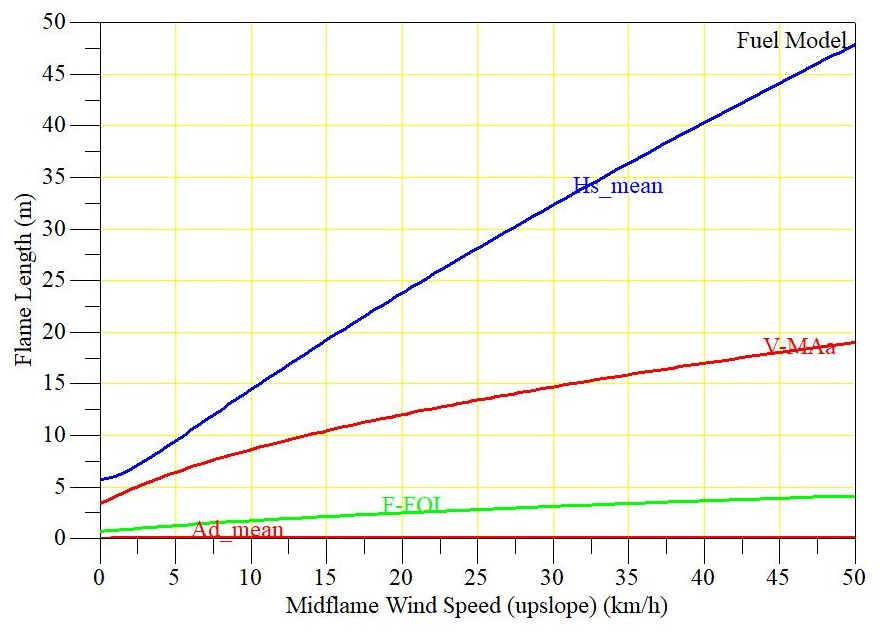 50
Fuel Model
45
40
35
Hs_mean
30
25
20
V-MAa
15
10
5
F-FOL
Ad_mean
0
Flame Length (m)
0 5 10 15 20 25 30 35 40 45 50
Midflame Wind Speed (upslope) (km/h)